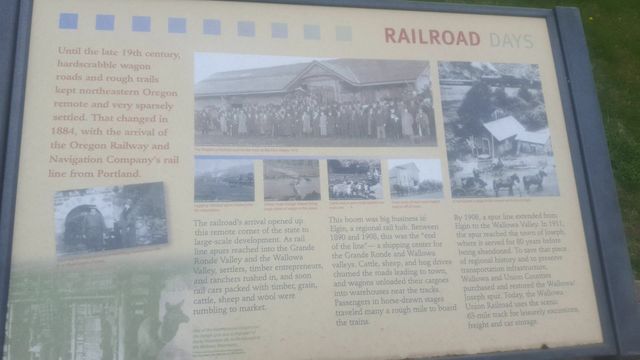 RAILROAD DAYS
Until the late 19th century,
hardscrabble wagon
roads and rough trails
kept northeastern Oregon
remote and very sparsely
settled. That changed in
1884, with the arrival of
the Oregon Railway and
Navigation Company's rail
line from Portland.
The railroad's arrival opened up
this remote corner of the state to
large-scale development. As rail
line spurs reached into the Grande
Ronde Valley and the Wallowa
Valley, settlers, timber entrepreneurs,
and ranchers rushed in, and soon
rail cars packed with timber, grain,
cattle, sheep and wool were
rumbling to market.
This boom was big business in
Elgin, a regional rail hub. Between
1890 and 1908, this was the "end
of the line"— a shipping center for
the Grande Ronde and Wallowa
valleys. Cattle, sheep, and hog drives
churned the roads leading to town,
and wagons unloaded their cargoes
into warehouses near the tracks.
Passengers in horse-drawn stages
traveled many a rough mile to board
the trains.
By 1908, a spur line extended from
Elgin to the Wallowa Valley. In 1911,
the spur reached the town of Joseph,
where it served for 80 years before
being abandoned. To save that piece
of regional history and to preserve
transportation infrastructure,
Wallowa and Union Counties
purchased and restored the Wallowa/
Joseph spur. Today, the Wallowa
Union Railroad uses the scenic
63-mile track for leisurely excursions,
freight and car storage.